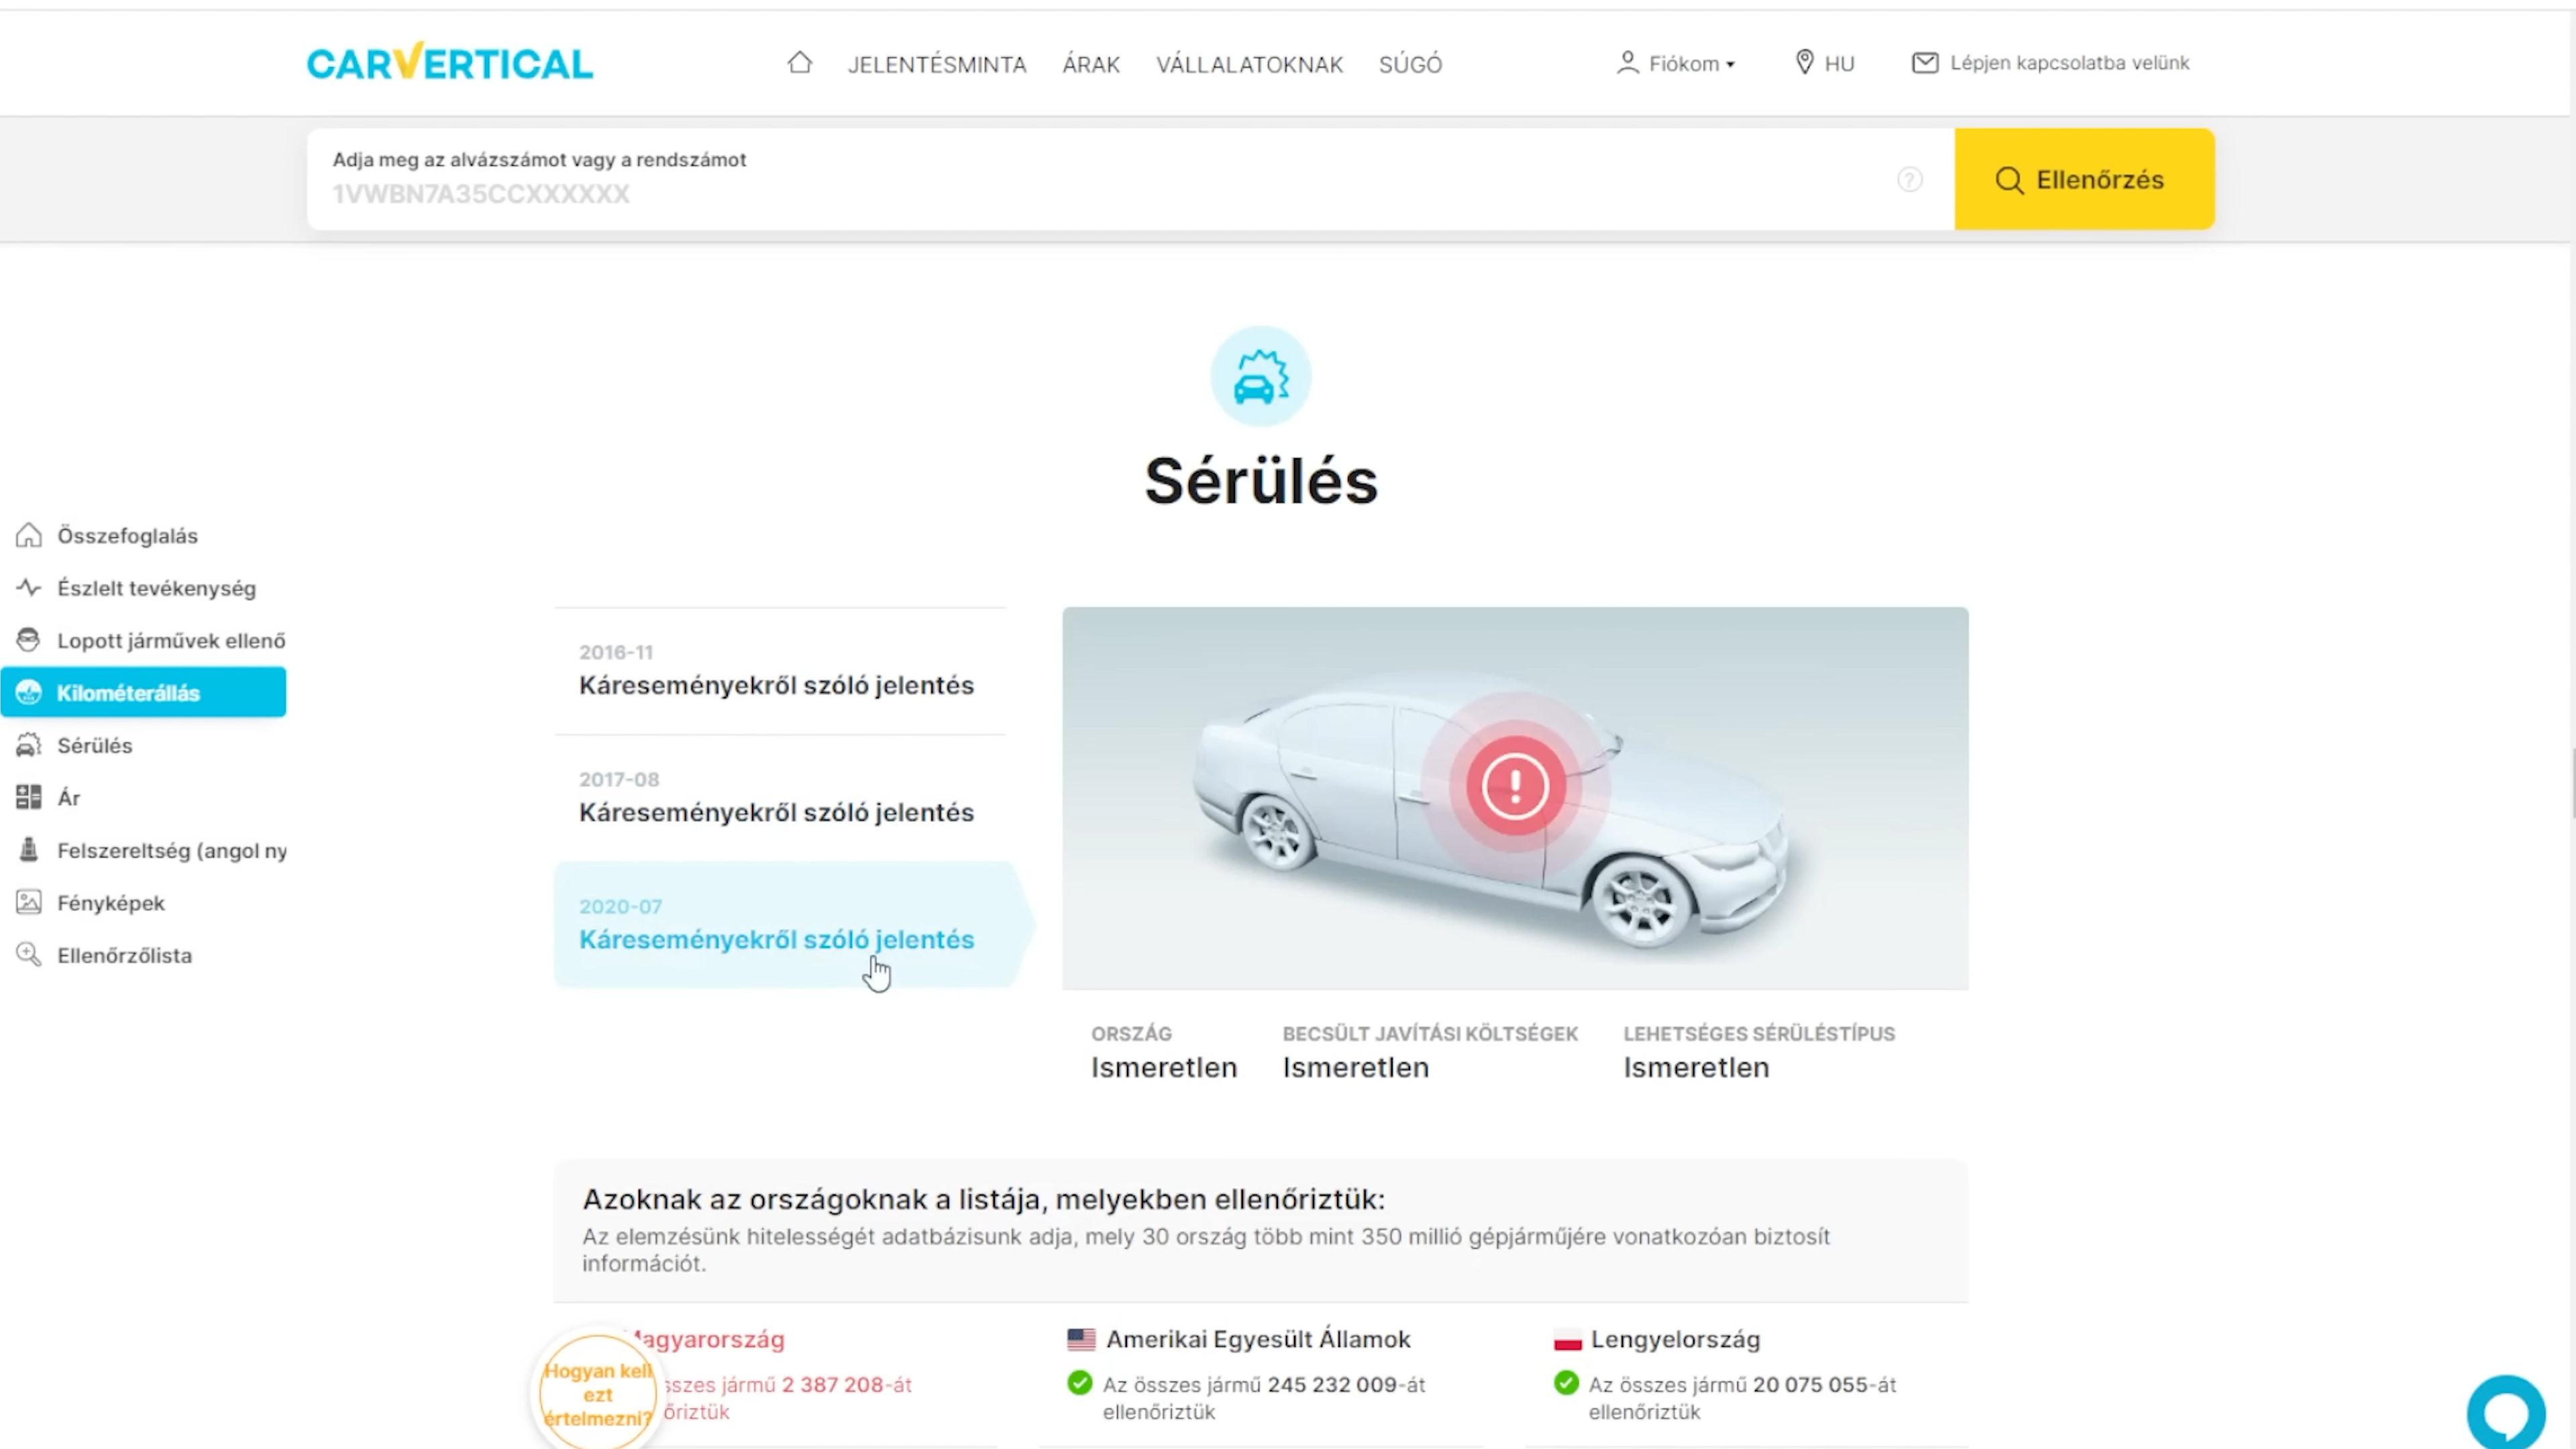 CARVERTICAL
JELENTÉSMINTA
ÁRAK
VÁLLALATOKNAK
SÚGÓ
Fiókom
HU
Lépjen kapcsolatba velünk
Adja meg az alvázszámot vagy a rendszámot
1VWBN7A35CCXXXXXX
Ellenőrzés
Sérülés
Összefoglalás
Észlelt tevékenység
Lopott járművek ellenő
Kilométerállás
Sérülés
Ár
Felszereltség (angol ny
Fényképek
Ellenőrzőlista
2016-11
Káreseményekről szóló jelentés
2017-08
Káreseményekről szóló jelentés
2020-07
Káreseményekről szóló jelentés
ORSZÁG
Ismeretlen
BECSÜLT JAVÍTÁSI KÖLTSÉGEK
Ismeretlen
LEHETSÉGES SÉRÜLÉSTÍPUS
Ismeretlen
Azoknak az országoknak a listája, melyekben ellenőriztük:
Az elemzésünk hitelességét adatbázisunk adja, mely 30 ország több mint 350 millió gépjárműjére vonatkozóan biztosít
információt.
Magyarország
sszes jármű 2 387 208-át
őriztük
Amerikai Egyesült Államok
Az összes jármű 245 232 009-át
ellenőriztük
Lengyelország
Az összes jármű 20 075 055-át
ellenőriztük
Hogyan kell
ezt
értelmezni?